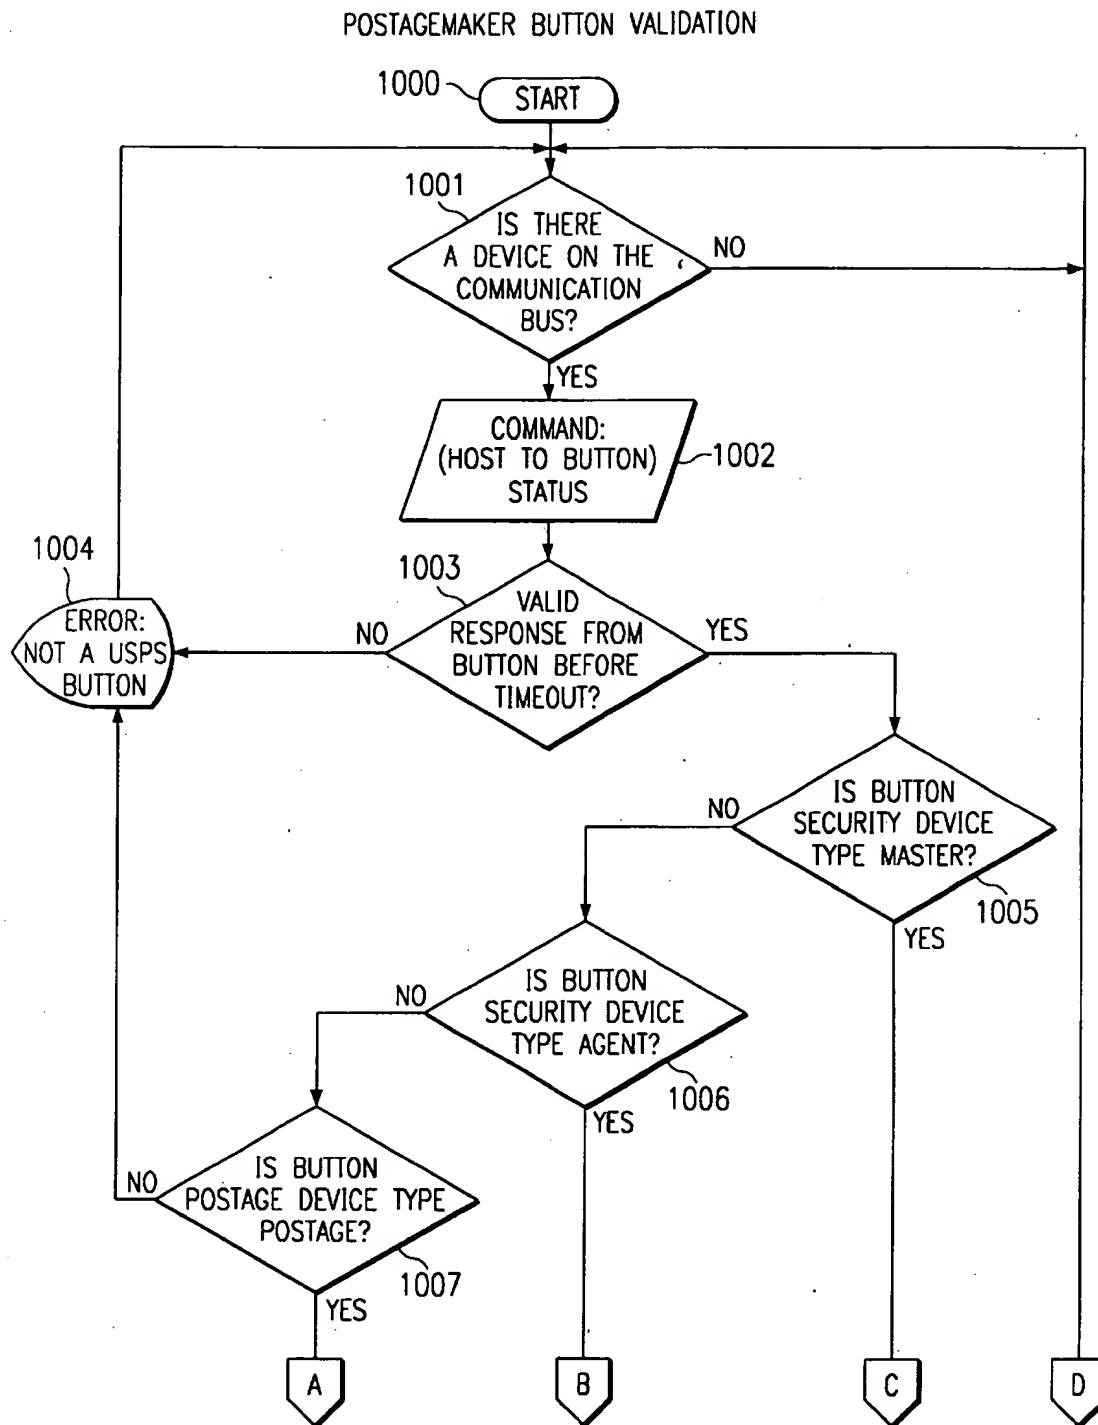 POSTAGEMAKER BUTTON VALIDATION
1000
START
1001
IS THERE
A DEVICE ON THE
COMMUNICATION
BUS?
NO
YES
COMMAND:
(HOST TO BUTTON)
STATUS
1002
1004
ERROR:
NOT A USPS
BUTTON
1003
VALID
RESPONSE FROM
BUTTON BEFORE
TIMEOUT?
NO
YES
IS BUTTON
SECURITY DEVICE
TYPE MASTER?
NO
1005
YES
IS BUTTON
SECURITY DEVICE
TYPE AGENT?
NO
1006
YES
IS BUTTON
POSTAGE DEVICE TYPE
POSTAGE?
NO
1007
YES
A
B
C
D